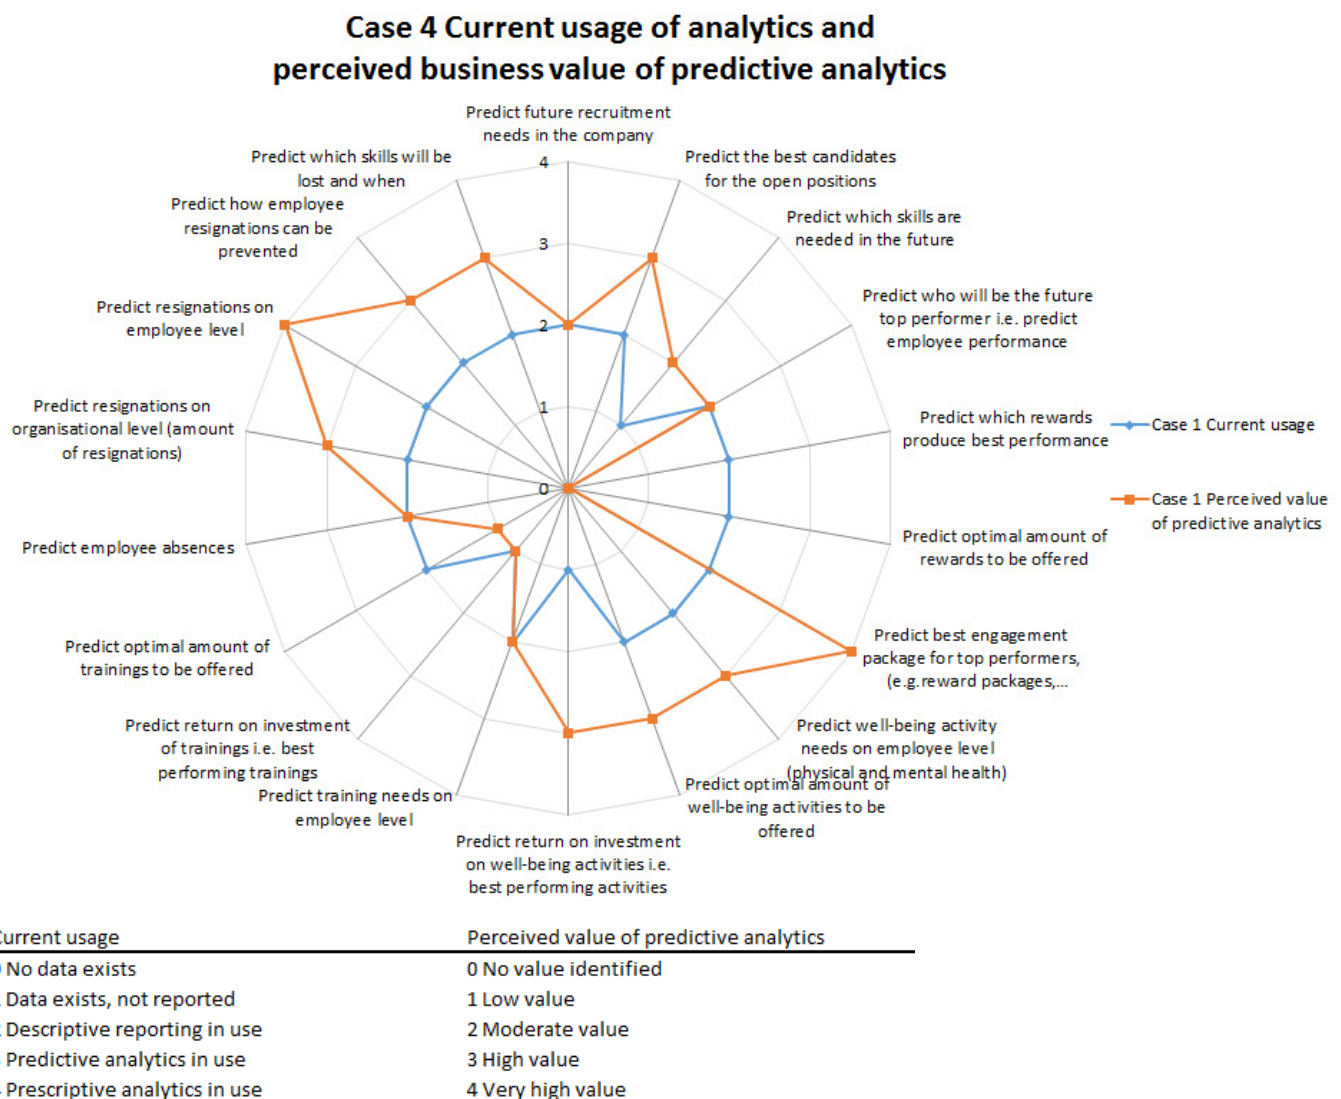 Case 4 Current usage of analytics and
perceived business value of predictive analytics
Predict future recruitment
needs in the company
Predict the best candidates
for the open positions
Predict which skills are
needed in the future
Predict who will be the future
top performer i.e. predict
employee performance
Predict which rewards
produce best performance
Predict optimal amount of
rewards to be offered
Predict best engagement
package for top performers,
(e.g.reward packages,...
Predict well-being activity
needs on employee level
(physical and mental health)
Predict optimal amount of
well-being activities to be
offered
Predict return on investment
on well-being activities i.e.
best performing activities
Predict training needs on
employee level
Predict return on investment
of trainings i.e. best
performing trainings
Predict optimal amount of
trainings to be offered
Predict employee absences
Predict resignations on
organisational level (amount
of resignations)
Predict resignations on
employee level
Predict how employee
resignations can be
prevented
Predict which skills will be
lost and when
4
3
2
1
0
Case 1 Current usage
Case 1 Perceived value
of predictive analytics
Current usage
No data exists
Data exists, not reported
Descriptive reporting in use
Predictive analytics in use
Prescriptive analytics in use
Perceived value of predictive analytics
0 No value identified
1 Low value
2 Moderate value
3 High value
4 Very high value